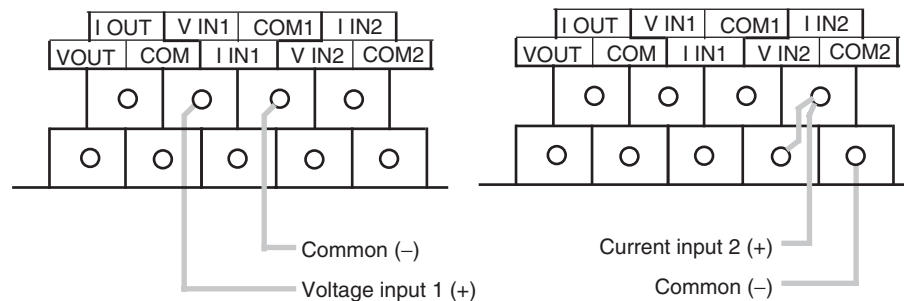 I OUT V IN1 COM1 I IN2
VOUT COM I IN1 V IN2 COM2
Common (−)
Voltage input 1 (+)
I OUT V IN1 COM1 I IN2
VOUT COM I IN1 V IN2 COM2
Current input 2 (+)
Common (−)